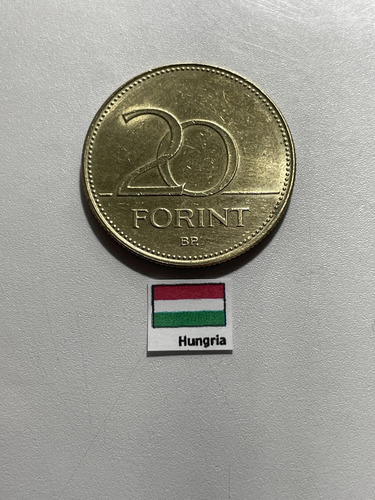 20
FORINT
BP.
Hungria